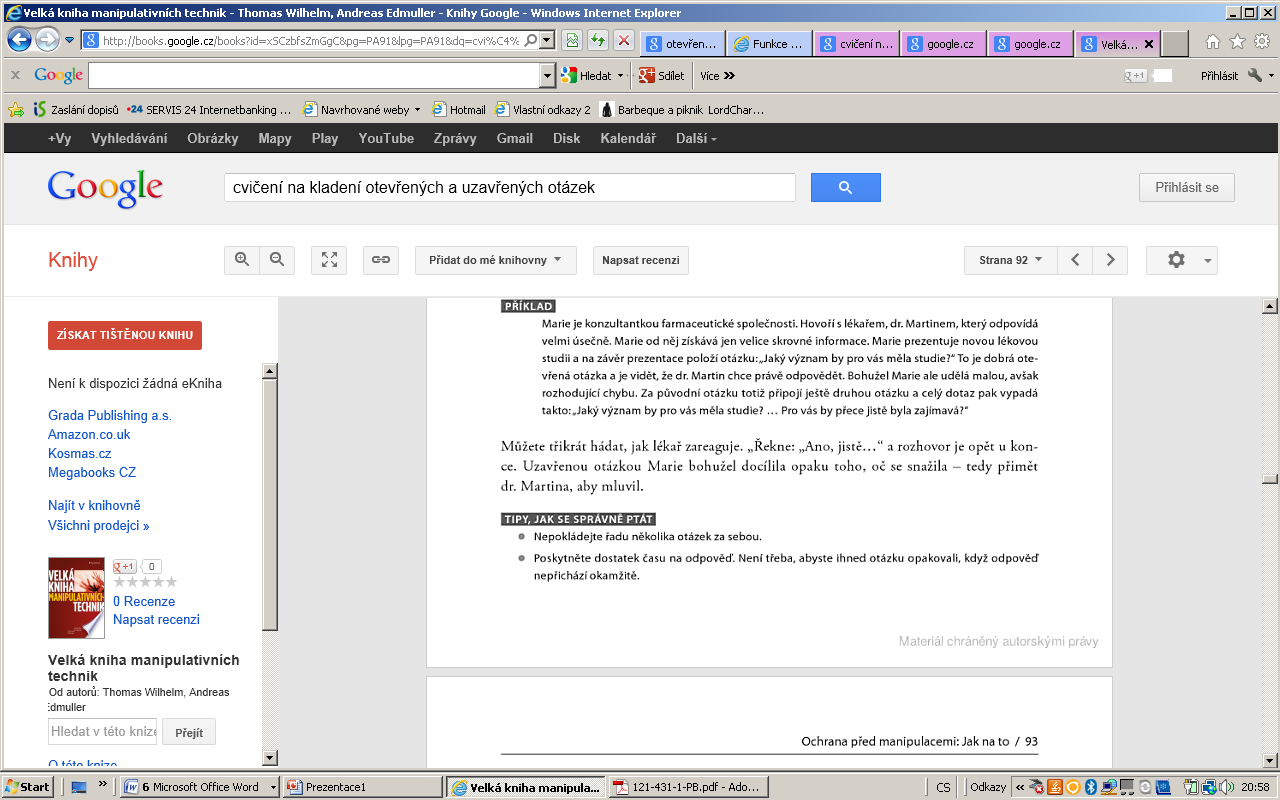 Velká kniha manipulativních technik - Thomas Wilhelm, Andreas Edmuller - Knihy Google - Windows Internet Explorer
http://books.google.cz/books?id=xSCzbfsZmGgC&pg=PA91&lpg=PA91&dq=cvi%C4%
otevřen... Funkce ... cvičení n... google.cz google.cz Velká...
Google Hledat Sdílet Více »» +1 Přihlásit
Zaslání dopisů SERVIS 24 Internetbanking ... Navrhované weby Hotmail Vlastní odkazy 2 Barbeque a piknik LordChar...
+Vy Vyhledávání Obrázky Mapy Play YouTube Zprávy Gmail Disk Kalendář Další
Google cvičení na kladení otevřených a uzavřených otázek Přihlásit se
Knihy Přidat do mé knihovny Napsat recenzi Strana 92
ZÍSKAT TIŠTĚNOU KNIHU
Není k dispozici žádná eKniha
Grada Publishing a.s.
Amazon.co.uk
Kosmas.cz
Megabooks CZ
Najít v knihovně
Všichni prodejci »
VELKÁ
KNIHA
MANIPULATIVNÍCH
TECHNIK
+1 0
0 Recenze
Napsat recenzi
Velká kniha manipulativních
technik
Od autorů: Thomas Wilhelm, Andreas
Edmuller
Hledat v této knize Přejít
O této knize
PŘÍKLAD
Marie je konzultantkou farmaceutické společnosti. Hovoří s lékařem, dr. Martinem, který odpovídá
velmi úsečně. Marie od něj získává jen velice skrovné informace. Marie prezentuje novou lékovou
studii a na závěr prezentace položí otázku: „Jaký význam by pro vás měla studie?“ To je dobrá ote-
vřená otázka a je vidět, že dr. Martin chce právě odpovědět. Bohužel Marie ale udělá malou, avšak
rozhodující chybu. Za původní otázku totiž připojí ještě druhou otázku a celý dotaz pak vypadá
takto: „Jaký význam by pro vás měla studie? … Pro vás by přece jistě byla zajímavá?“
Můžete třikrát hádat, jak lékař zareaguje. „Řekne: „Ano, jistě…“ a rozhovor je opět u kon-
ce. Uzavřenou otázkou Marie bohužel docílila opaku toho, oč se snažila – tedy přimět
dr. Martina, aby mluvil.
TIPY, JAK SE SPRÁVNĚ PTÁT
● Nepokládejte řadu několika otázek za sebou.
● Poskytněte dostatek času na odpověď. Není třeba, abyste ihned otázku opakovali, když odpověď
nepřichází okamžitě.
Materiál chráněný autorskými právy
Ochrana před manipulacemi: Jak na to / 93
Start » 6 Microsoft Office Word Prezentace1 Velká kniha manipula... 121-431-1-PB.pdf - Ado... CS Odkazy « 20:58